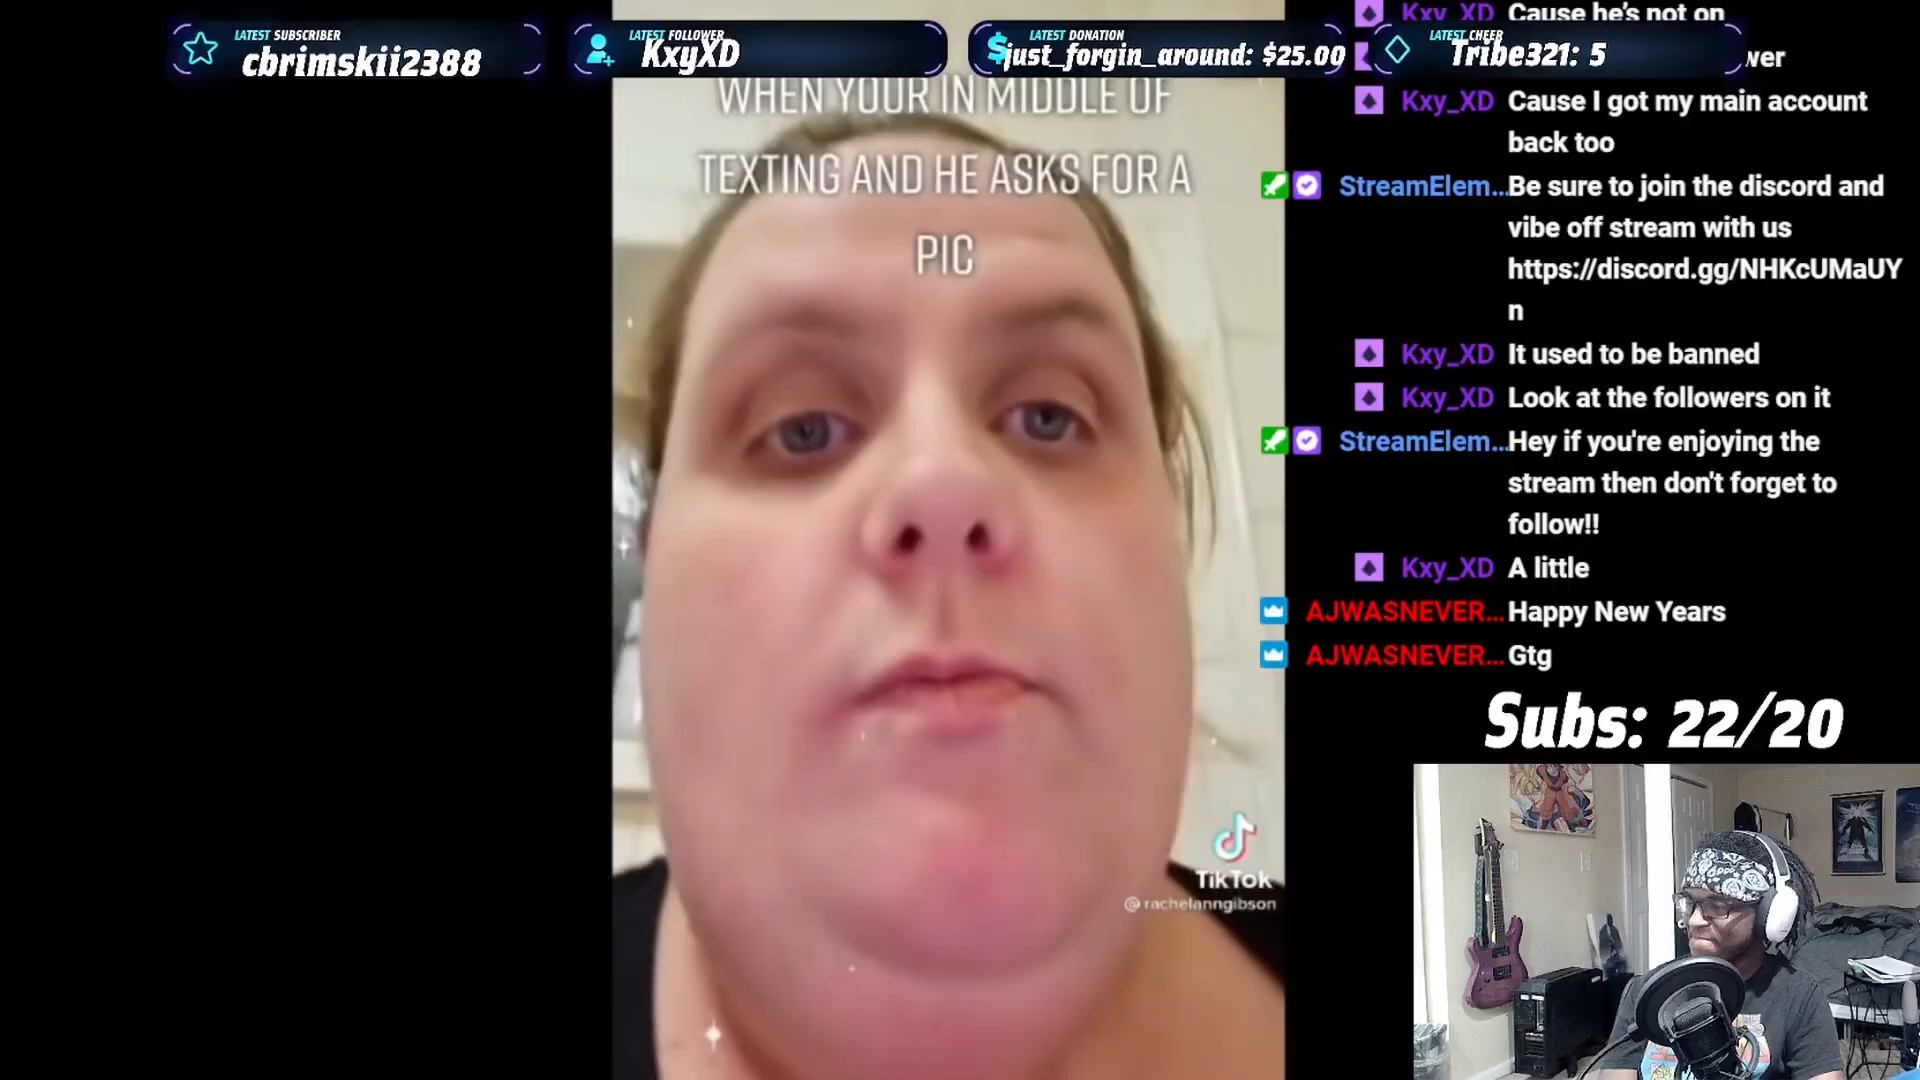 LATEST SUBSCRIBER
cbrimskii2388
LATEST FOLLOWER
KxyXD
LATEST DONATION
just_forgin_around: $25.00
LATEST CHEER
Tribe321: 5
WHEN YOUR IN MIDDLE OF
TEXTING AND HE ASKS FOR A
PIC
TikTok
@rachelanngibson
Kxy_XD Cause he's not on
wer
Kxy_XD Cause I got my main account
back too
StreamElem... Be sure to join the discord and
vibe off stream with us
https://discord.gg/NHKcUMaUY
n
Kxy_XD It used to be banned
Kxy_XD Look at the followers on it
StreamElem... Hey if you're enjoying the
stream then don't forget to
follow!!
Kxy_XD A little
AJWASNEVER... Happy New Years
AJWASNEVER... Gtg
Subs: 22/20